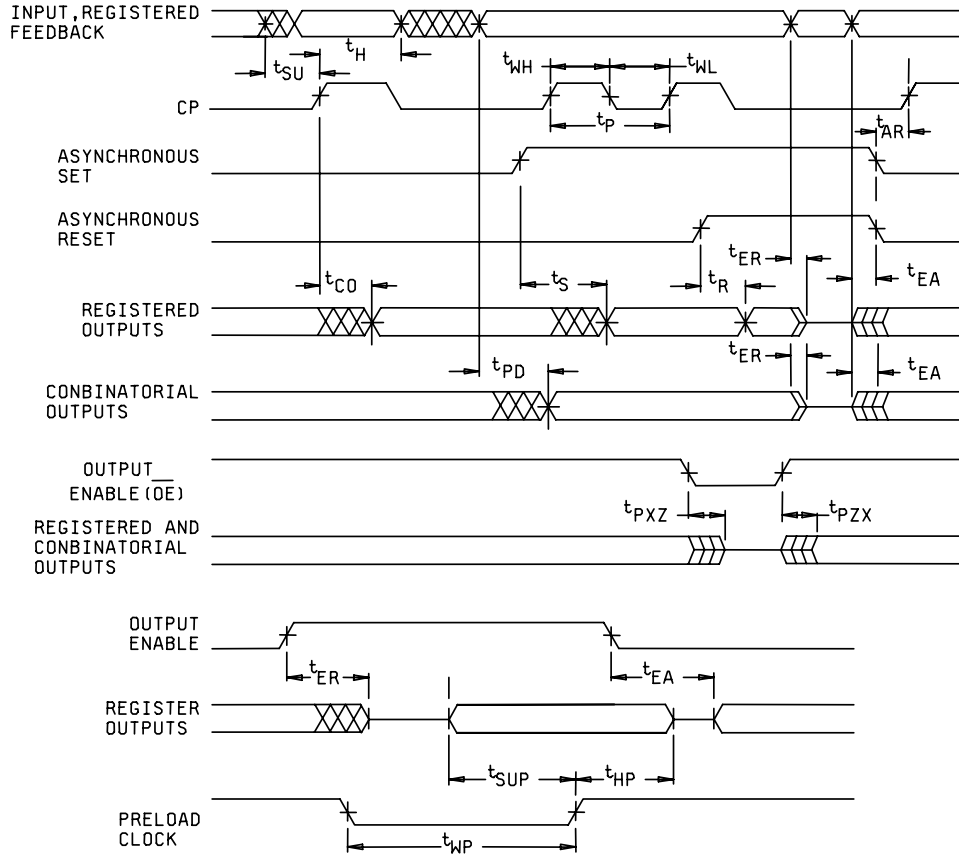 INPUT,REGISTERED
FEEDBACK
tSU
tH
tWH
tWL
CP
tP
tAR
ASYNCHRONOUS
SET
ASYNCHRONOUS
RESET
tER
tEA
tCO
tS
tR
REGISTERED
OUTPUTS
tER
tPD
tEA
CONBINATORIAL
OUTPUTS
OUTPUT
ENABLE(OE)
tPXZ
tPZX
REGISTERED AND
CONBINATORIAL
OUTPUTS
OUTPUT
ENABLE
tER
tEA
REGISTER
OUTPUTS
tSUP
tHP
PRELOAD
CLOCK
tWP